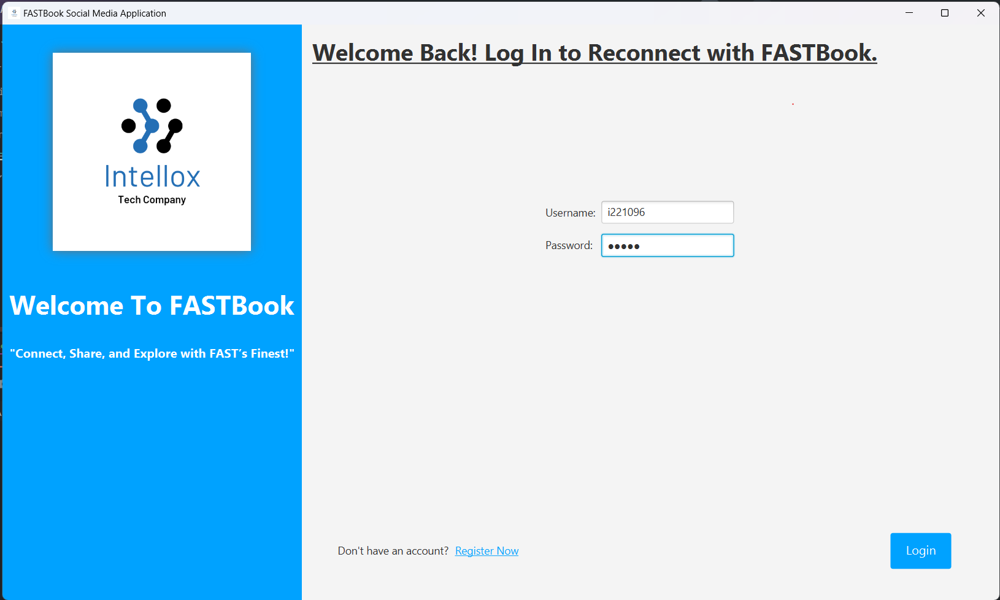 FASTBook Social Media Application
Intellox
Tech Company
Welcome To FASTBook
"Connect, Share, and Explore with FAST’s Finest!"
Welcome Back! Log In to Reconnect with FASTBook.
Username: i221096
Password: ●●●●●
Don't have an account? Register Now
Login